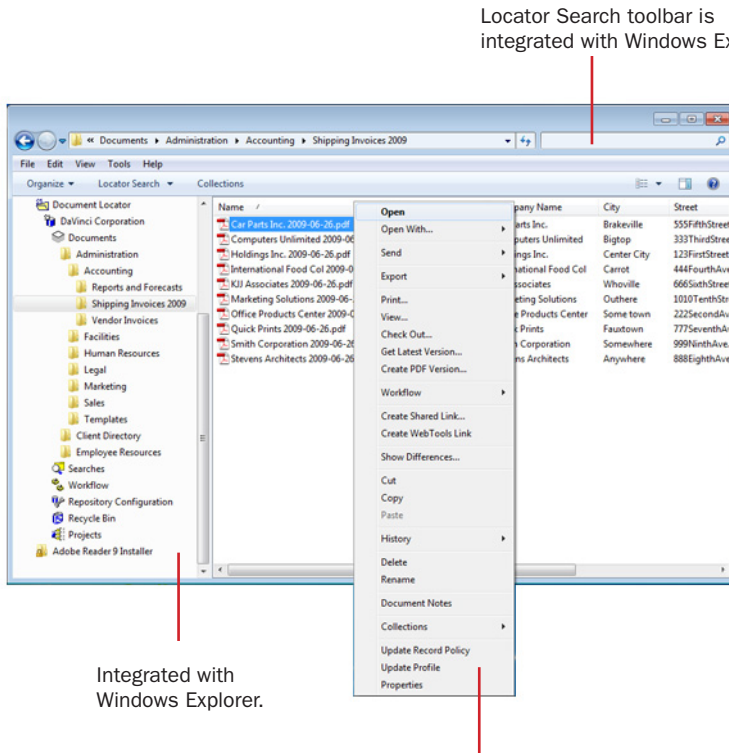 Locator Search toolbar is
integrated with Windows Ex
« Documents ▸ Administration ▸ Accounting ▸ Shipping Invoices 2009
File Edit View Tools Help
Organize Locator Search Collections
Document Locator
DaVinci Corporation
Documents
Administration
Accounting
Reports and Forecasts
Shipping Invoices 2009
Vendor Invoices
Facilities
Human Resources
Legal
Marketing
Sales
Templates
Client Directory
Employee Resources
Searches
Workflow
Repository Configuration
Recycle Bin
Projects
Adobe Reader 9 Installer
Name pany Name City Street
Car Parts Inc. 2009-06-26.pdf arts Inc. Brakeville 555FifthStreet
Computers Unlimited 2009-06 puters Unlimited Bigtop 333ThirdStree
Holdings Inc. 2009-06-26.pdf ings Inc. Center City 123FirstStreet
International Food Col 2009-0 national Food Col Carrot 444FourthAve
KJJ Associates 2009-06-26.pdf ssociates Whoville 666SixthStreet
Marketing Solutions 2009-06- eting Solutions Outhere 1010TenthStr
Office Products Center 2009-0 e Products Center Some town 222SecondAv
Quick Prints 2009-06-26.pdf Prints Fauxtown 777SeventhA
Smith Corporation 2009-06-26 Corporation Somewhere 999NinthAve.
Stevens Architects 2009-06-26 ns Architects Anywhere 888EighthAve
Open
Open With...
Send
Export
Print...
View...
Check Out...
Get Latest Version...
Create PDF Version...
Workflow
Create Shared Link...
Create WebTools Link
Show Differences...
Cut
Copy
Paste
History
Delete
Rename
Document Notes
Collections
Update Record Policy
Update Profile
Properties
Integrated with
Windows Explorer.